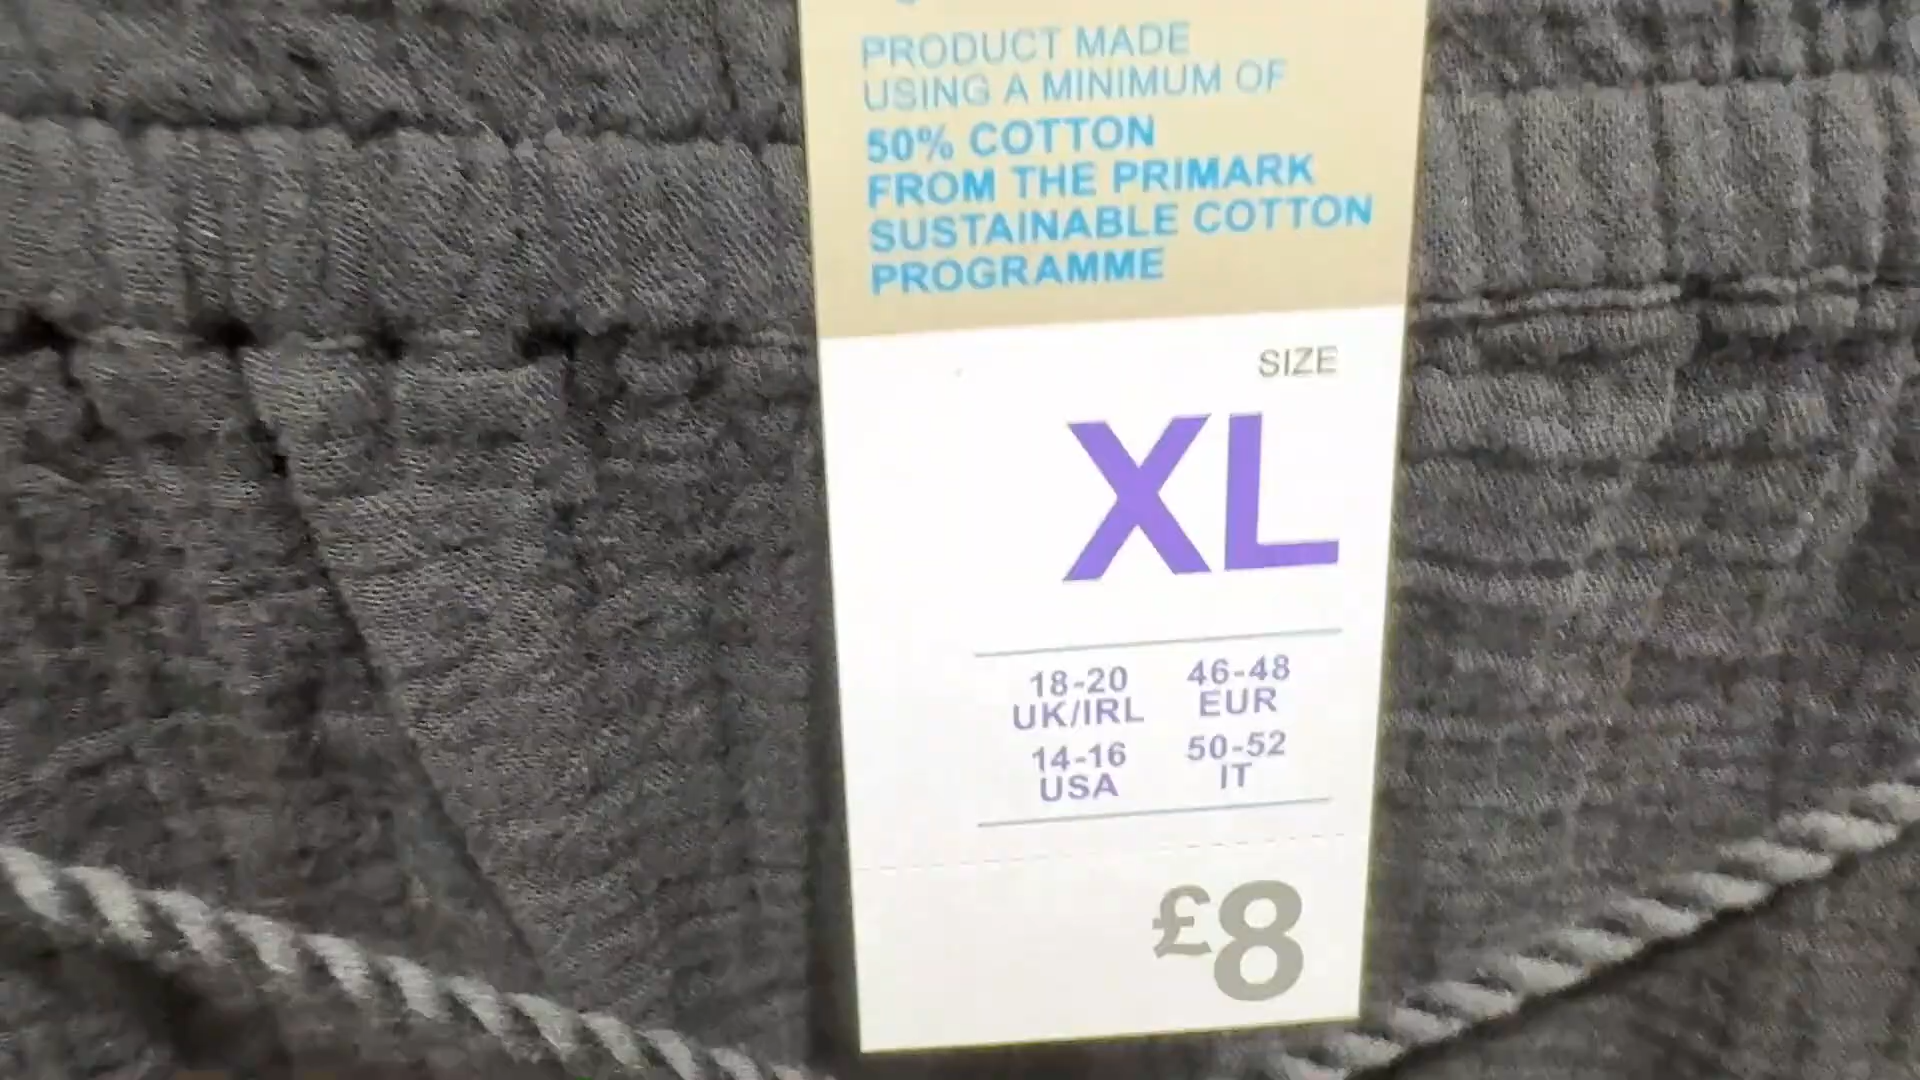 PRODUCT MADE
USING A MINIMUM OF
50% COTTON
FROM THE PRIMARK
SUSTAINABLE COTTON
PROGRAMME
SIZE
XL
18-20 46-48
UK/IRL EUR
14-16 50-52
USA IT
£8